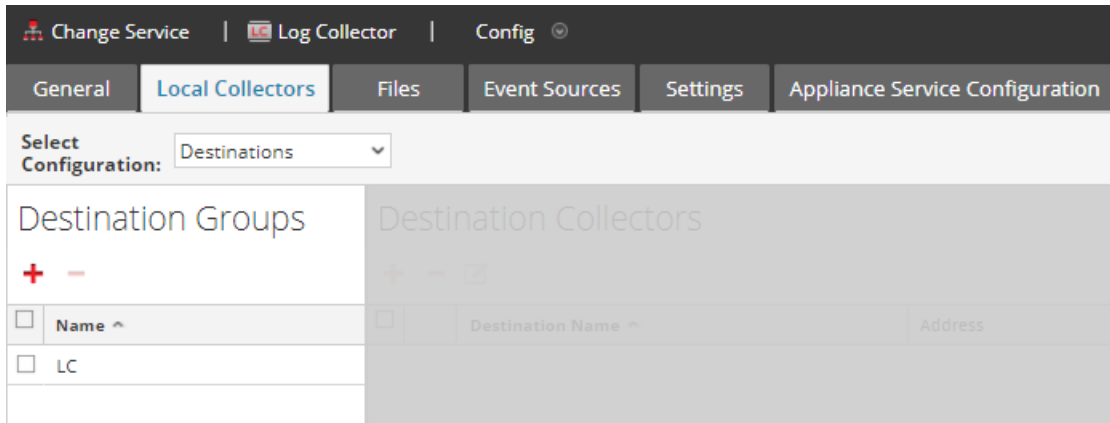 Change Service | LC Log Collector | Config
General Local Collectors Files Event Sources Settings Appliance Service Configuration
Select Configuration: Destinations
Destination Groups Destination Collectors
Name Destination Name Address
LC